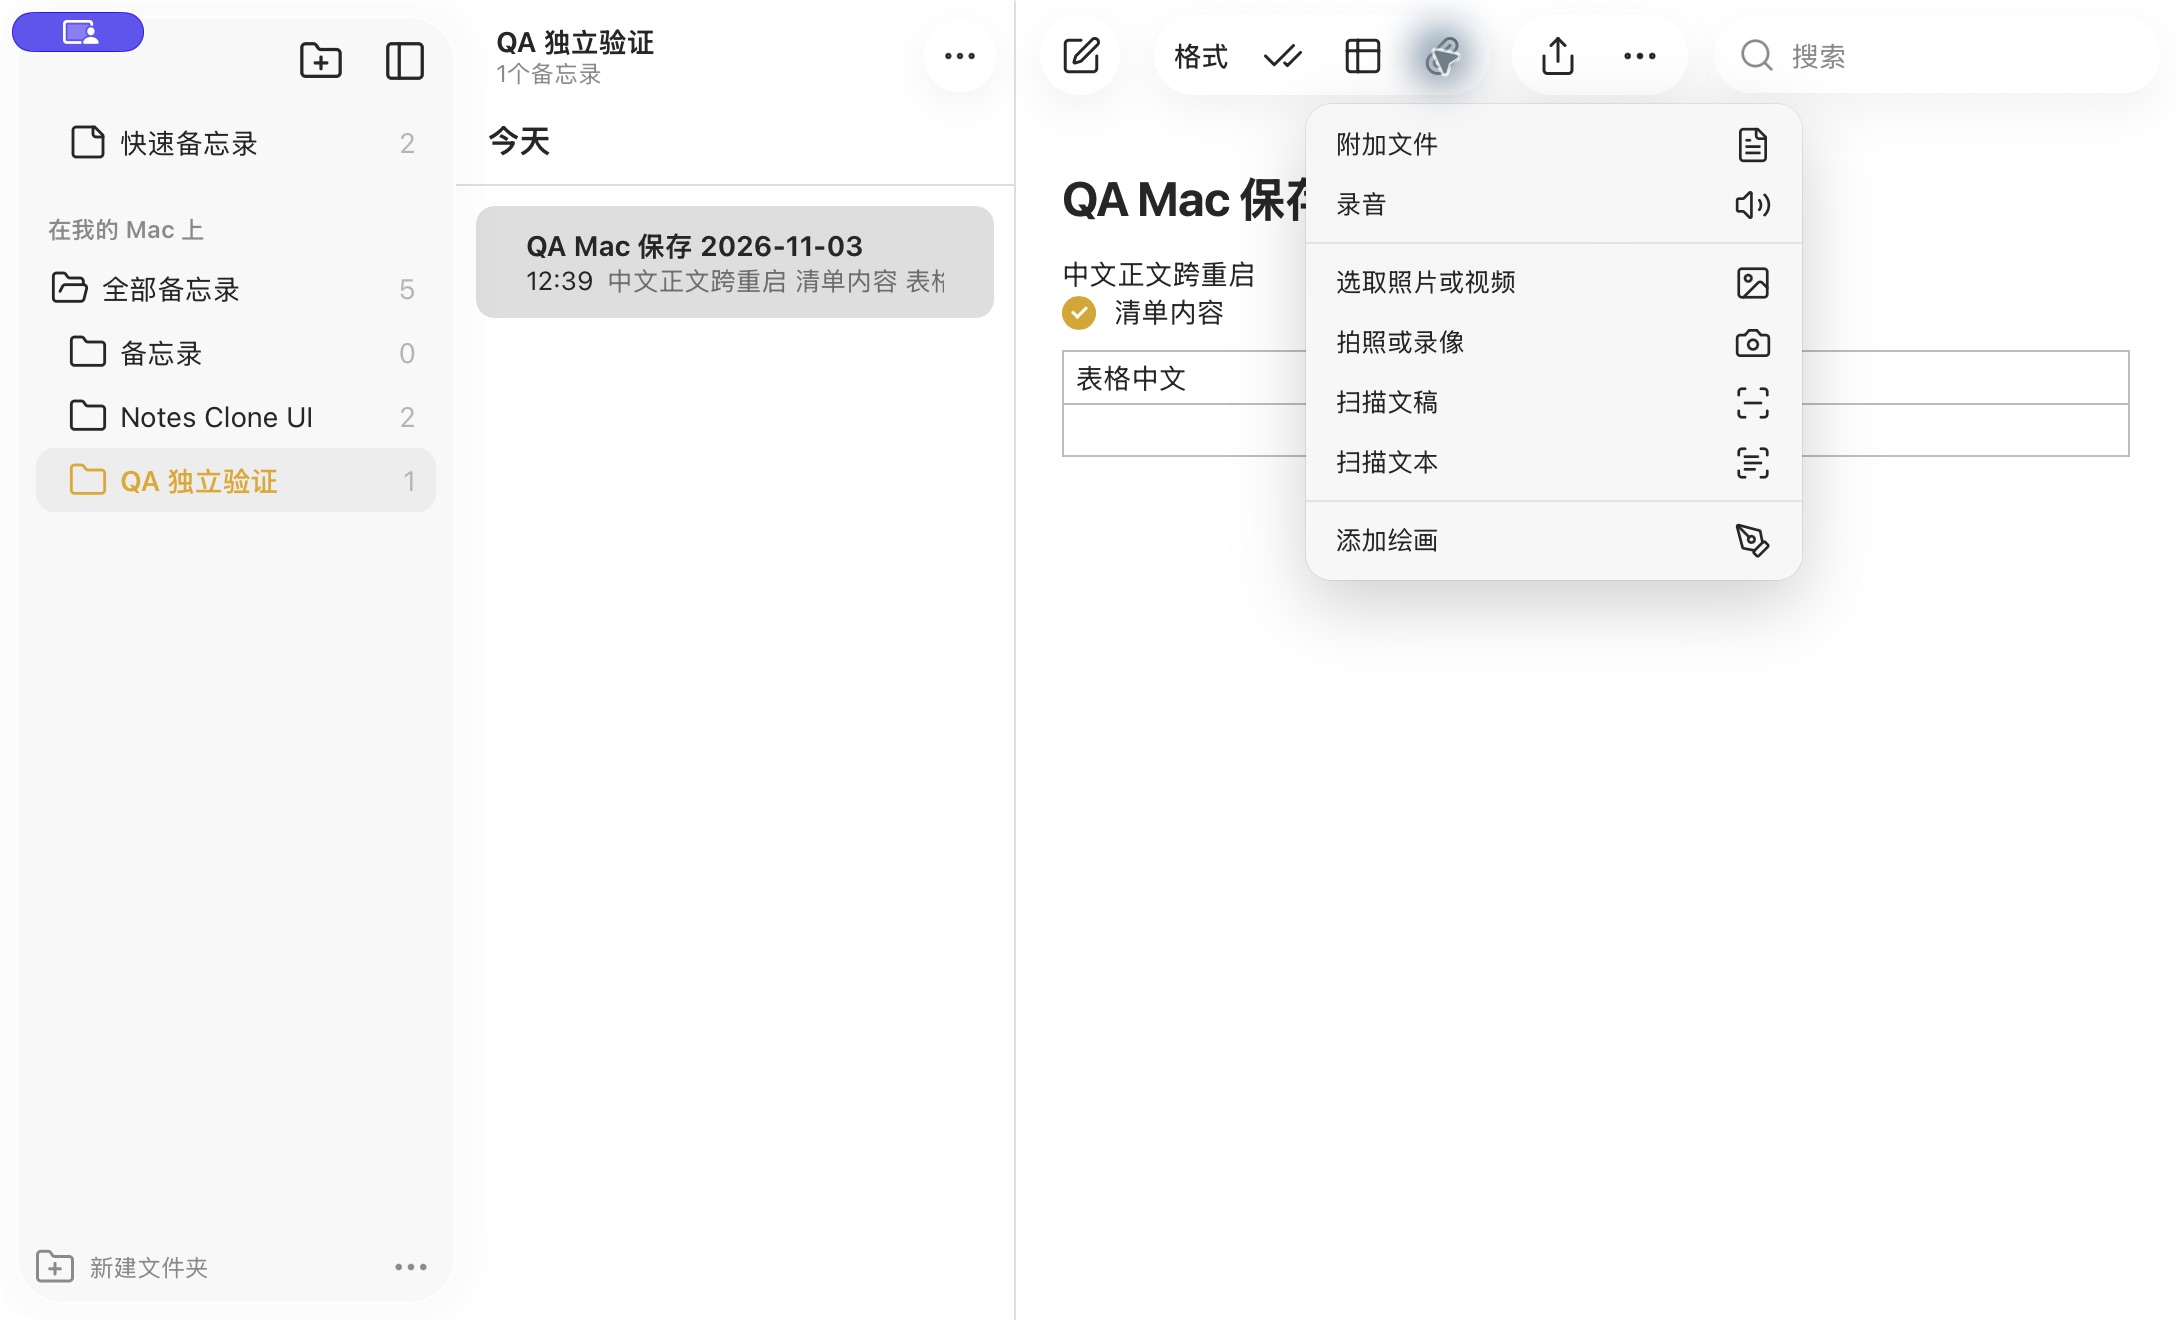 快速备忘录 2
在我的 Mac 上
全部备忘录 5
备忘录 0
Notes Clone UI 2
QA 独立验证 1
新建文件夹
QA 独立验证
1个备忘录
今天
QA Mac 保存 2026-11-03
12:39 中文正文跨重启 清单内容 表
格式
搜索
QA Mac 保
中文正文跨重启
清单内容
表格中文
附加文件
录音
选取照片或视频
拍照或录像
扫描文稿
扫描文本
添加绘画